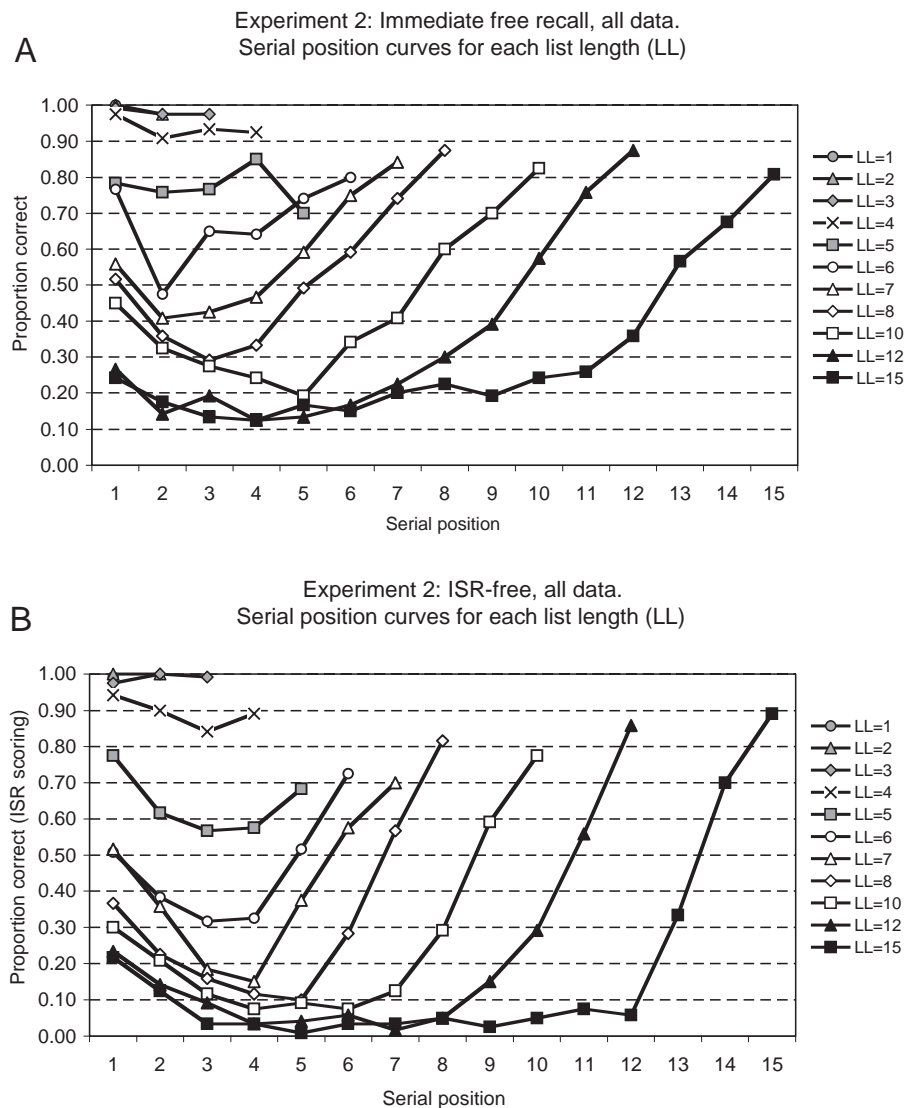 Experiment 2: Immediate free recall, all data.
Serial position curves for each list length (LL)
A
1.00
0.90
0.80
0.70
0.60
0.50
0.40
0.30
0.20
0.10
0.00
Proportion correct
1 2 3 4 5 6 7 8 9 10 11 12 13 14 15
Serial position
LL=1
LL=2
LL=3
LL=4
LL=5
LL=6
LL=7
LL=8
LL=10
LL=12
LL=15
Experiment 2: ISR-free, all data.
Serial position curves for each list length (LL)
B
1.00
0.90
0.80
0.70
0.60
0.50
0.40
0.30
0.20
0.10
0.00
Proportion correct (ISR scoring)
1 2 3 4 5 6 7 8 9 10 11 12 13 14 15
Serial position
LL=1
LL=2
LL=3
LL=4
LL=5
LL=6
LL=7
LL=8
LL=10
LL=12
LL=15